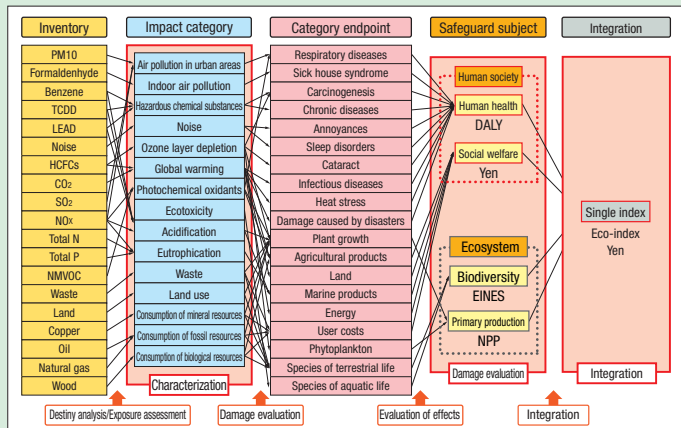 Inventory
PM10
Formaldenhyde
Benzene
TCDD
LEAD
Noise
HCFCs
CO2
SO2
NOX
Total N
Total P
NMVOC
Waste
Land
Copper
Oil
Natural gas
Wood
Impact category
Air pollution in urban areas
Indoor air pollution
Hazardous chemical substances
Noise
Ozone layer depletion
Global warming
Photochemical oxidants
Ecotoxicity
Acidification
Eutrophication
Waste
Land use
Consumption of mineral resources
Consumption of fossil resources
Consumption of biological resources
Characterization
Category endpoint
Respiratory diseases
Sick house syndrome
Carcinogenesis
Chronic diseases
Annoyances
Sleep disorders
Cataract
Infectious diseases
Heat stress
Damage caused by disasters
Plant growth
Agricultural products
Land
Marine products
Energy
User costs
Phytoplankton
Species of terrestrial life
Species of aquatic life
Safeguard subject
Human society
Human health
DALY
Social welfare
Yen
Ecosystem
Biodiversity
EINES
Primary production
NPP
Damage evaluation
Integration
Single index
Eco-index
Yen
Integration
Destiny analysis/Exposure assessment
Damage evaluation
Evaluation of effects
Integration